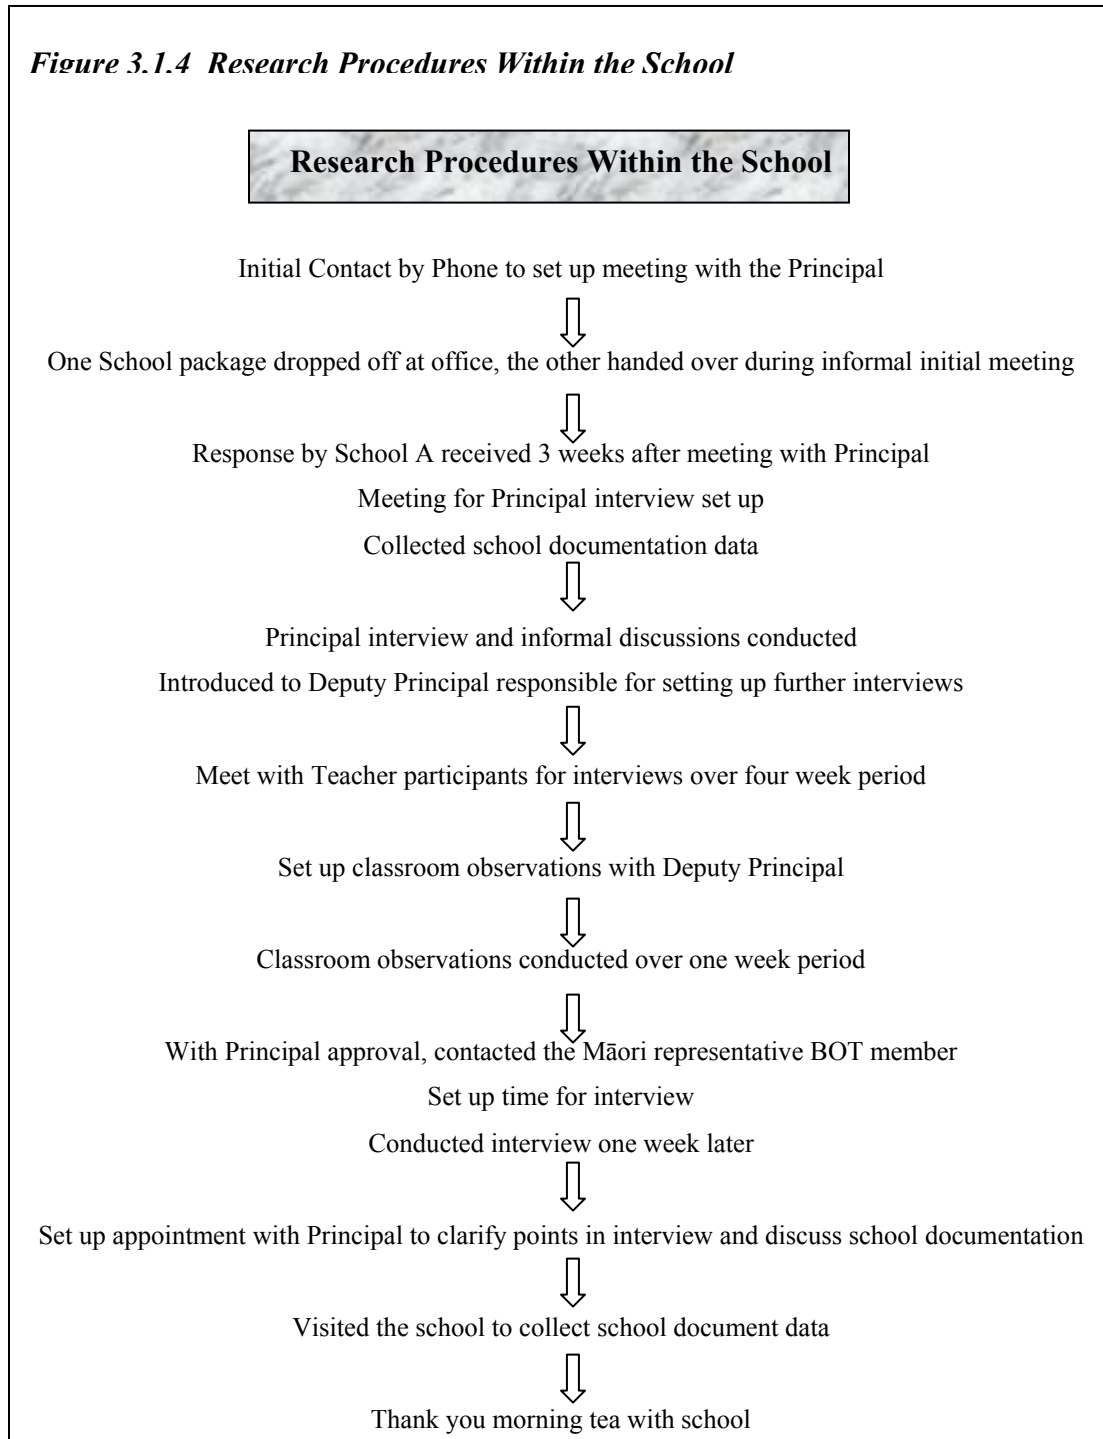 Figure 3.1.4 Research Procedures Within the School
Research Procedures Within the School
Initial Contact by Phone to set up meeting with the Principal
One School package dropped off at office, the other handed over during informal initial meeting
Response by School A received 3 weeks after meeting with Principal
Meeting for Principal interview set up
Collected school documentation data
Principal interview and informal discussions conducted
Introduced to Deputy Principal responsible for setting up further interviews
Meet with Teacher participants for interviews over four week period
Set up classroom observations with Deputy Principal
Classroom observations conducted over one week period
With Principal approval, contacted the Māori representative BOT member
Set up time for interview
Conducted interview one week later
Set up appointment with Principal to clarify points in interview and discuss school documentation
Visited the school to collect school document data
Thank you morning tea with school